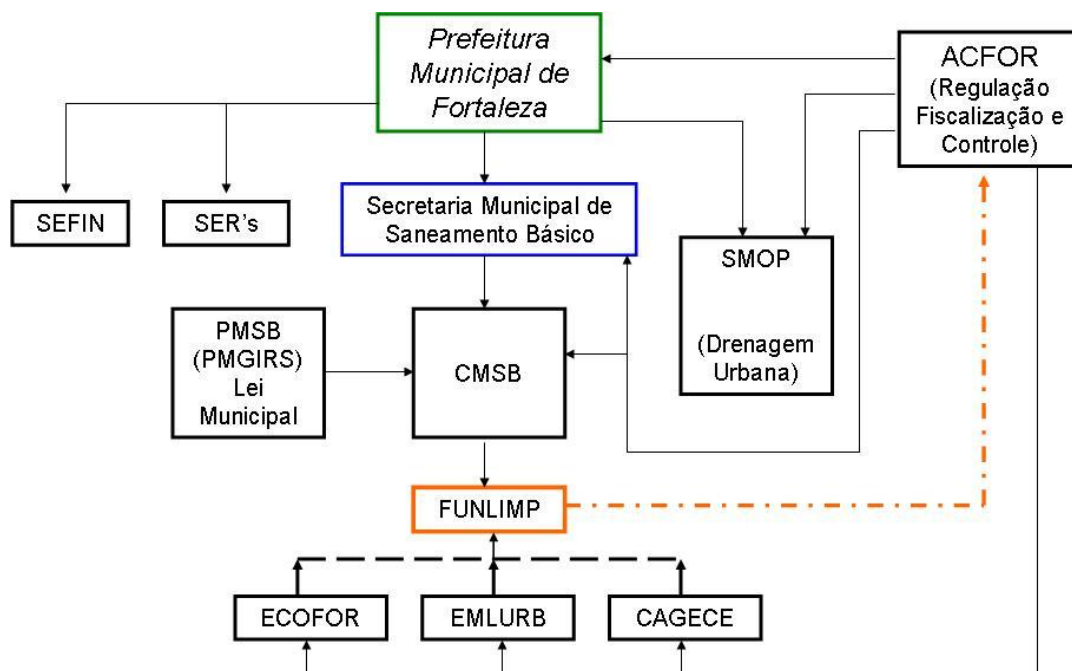 Prefeitura
Municipal de
Fortaleza
ACFOR
(Regulação
Fiscalização e
Controle)
SEFIN
SER's
Secretaria Municipal de
Saneamento Básico
SMOP
(Drenagem
Urbana)
PMSB
(PMGIRS)
Lei
Municipal
CMSB
FUNLIMP
ECOFOR
EMLURB
CAGECE